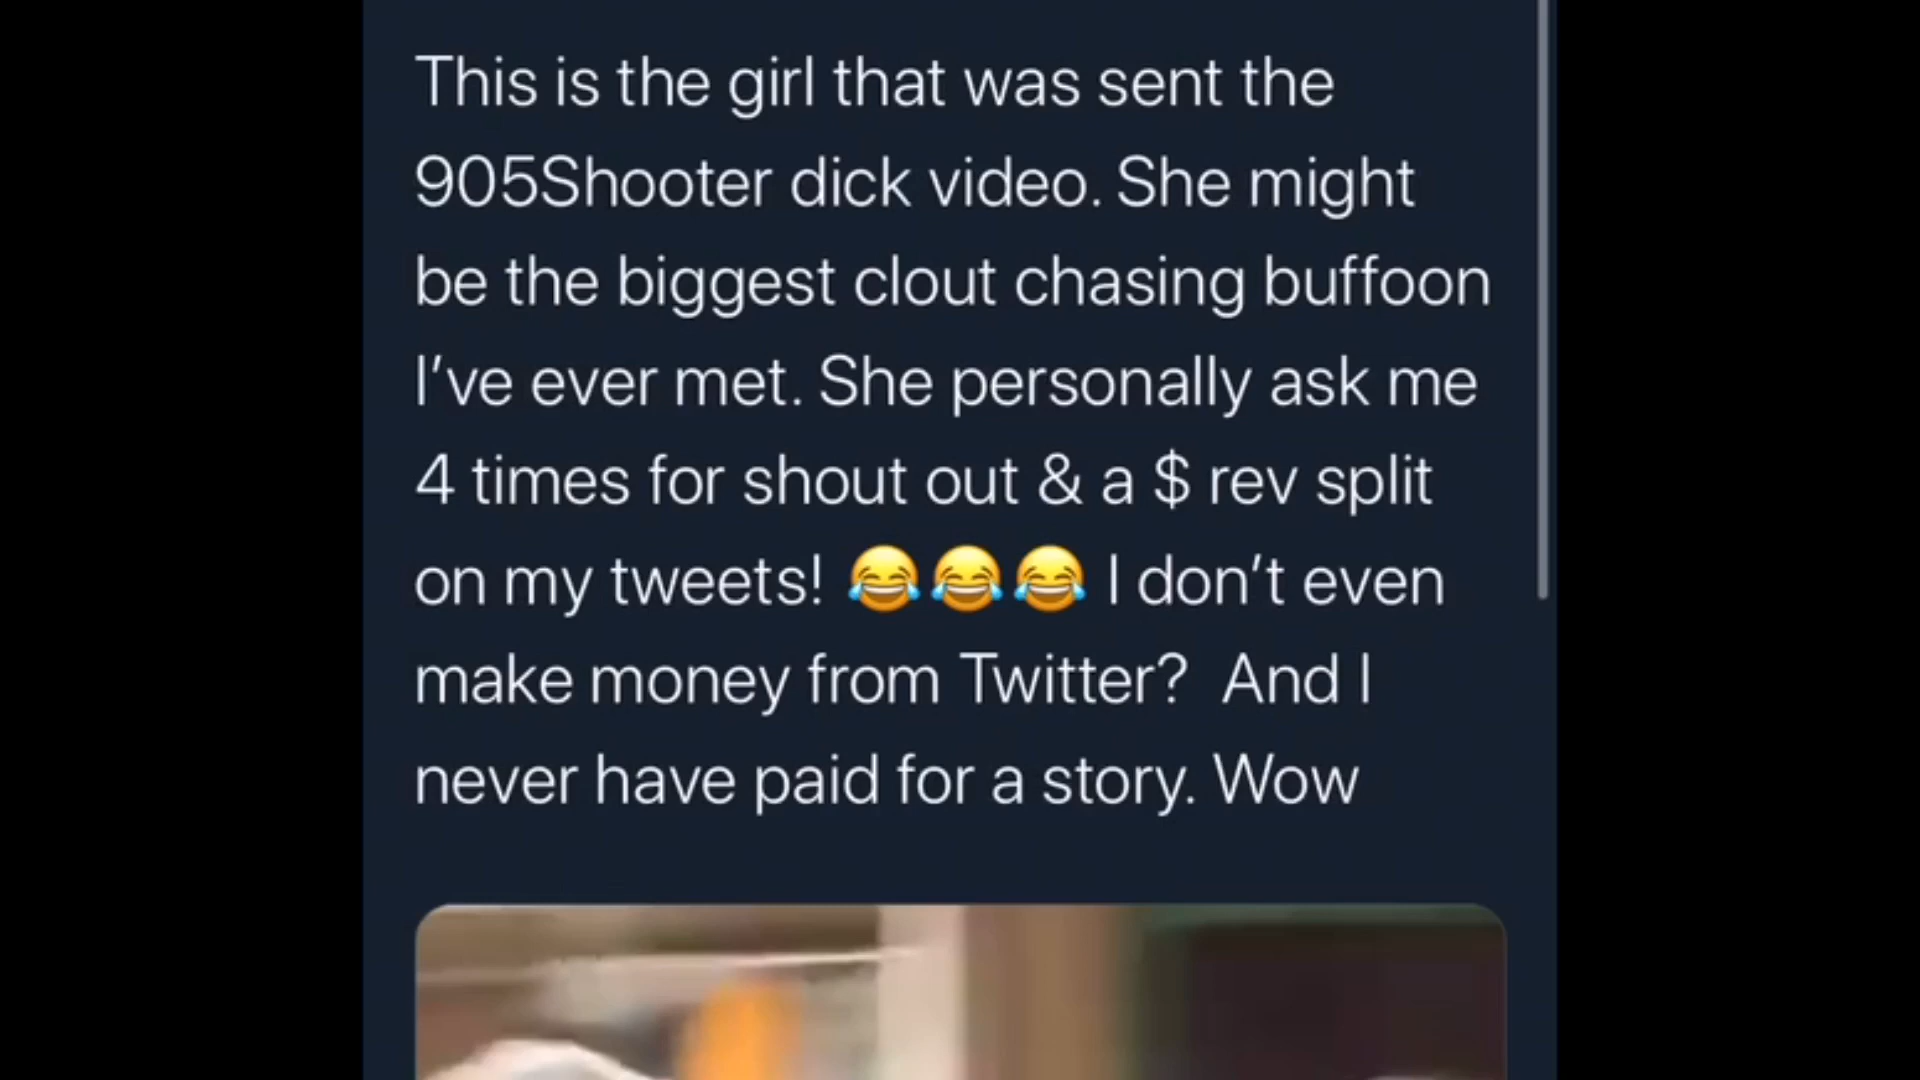 This is the girl that was sent the
905Shooter dick video. She might
be the biggest clout chasing buffoon
I've ever met. She personally ask me
4 times for shout out & a $ rev split
on my tweets! 😂😂😂 I don't even
make money from Twitter? And I
never have paid for a story. Wow